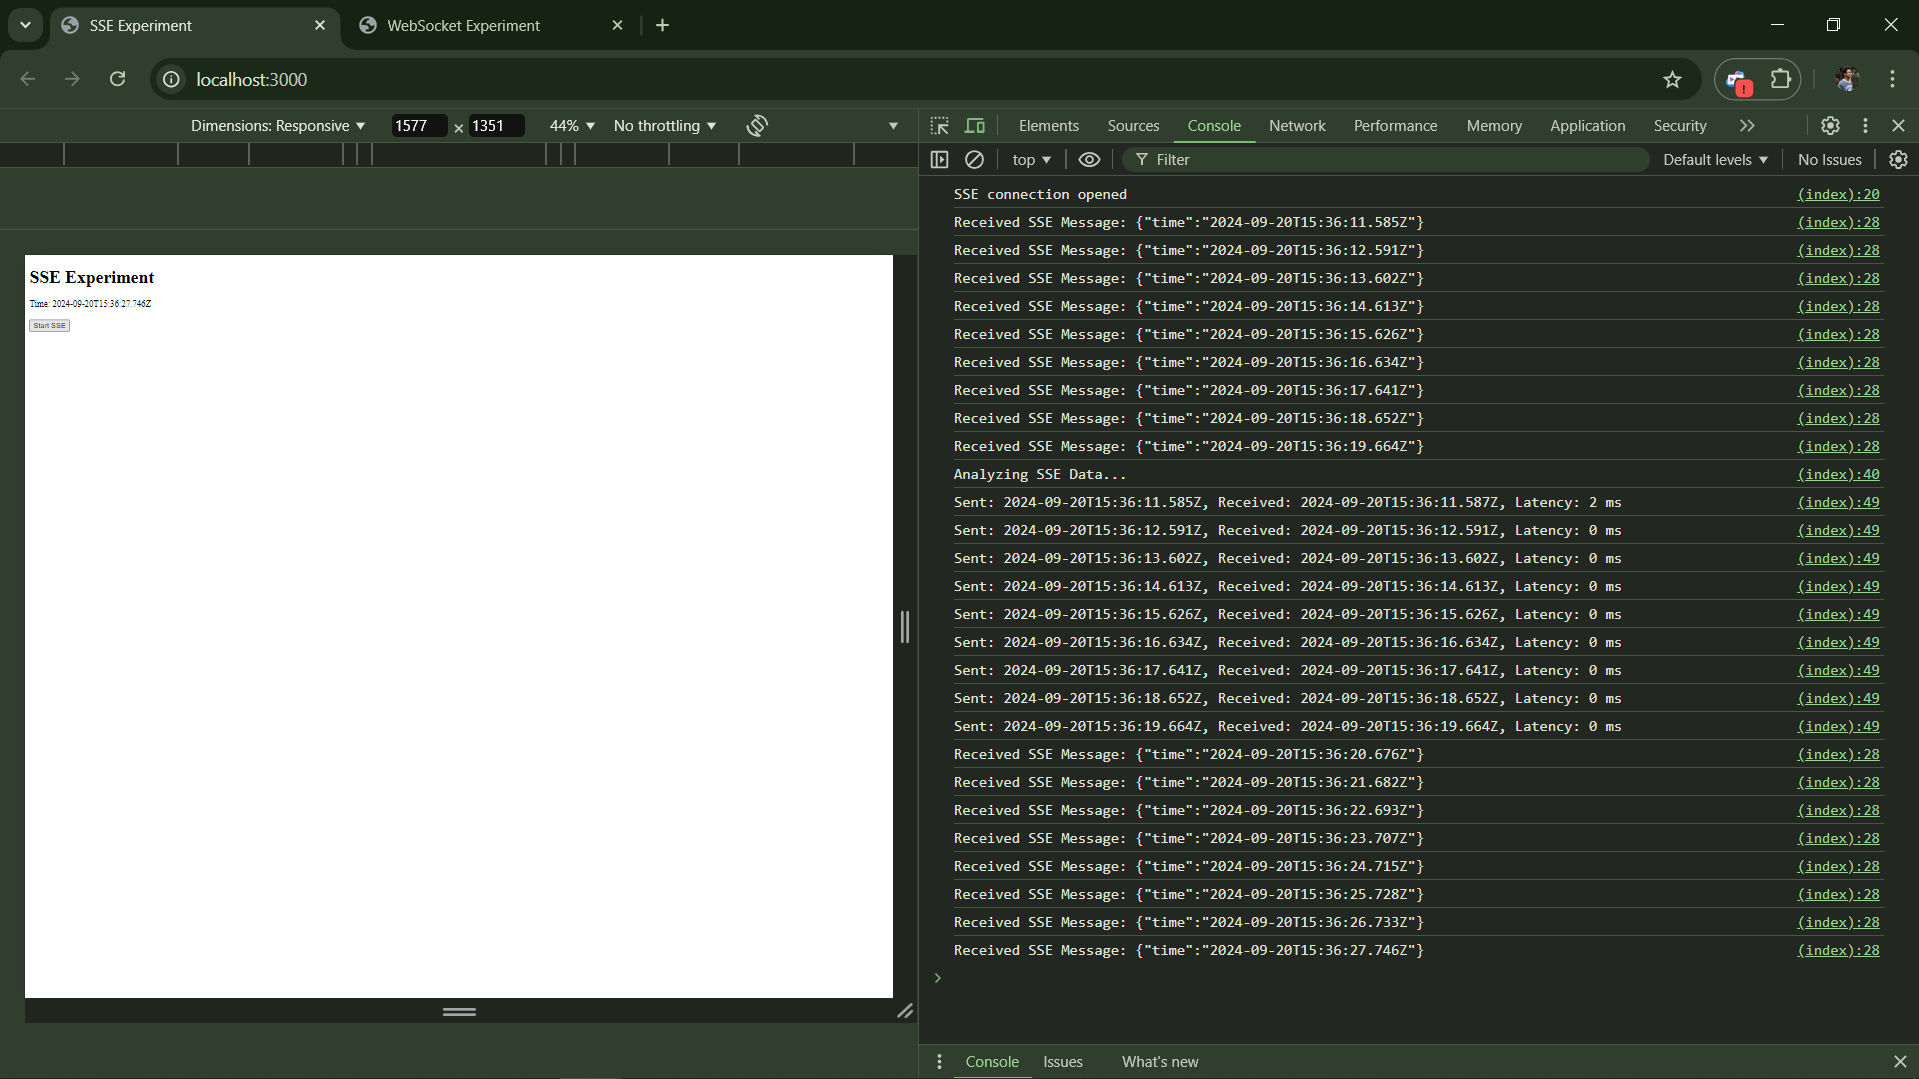 SSE Experiment
WebSocket Experiment
localhost:3000
Dimensions: Responsive 1577 × 1351 44% No throttling
Elements Sources Console Network Performance Memory Application Security
top Filter Default levels No Issues
SSE Experiment
Time: 2024-09-20T15:36:27.746Z
Start SSE
SSE connection opened (index):20
Received SSE Message: {"time":"2024-09-20T15:36:11.585Z"} (index):28
Received SSE Message: {"time":"2024-09-20T15:36:12.591Z"} (index):28
Received SSE Message: {"time":"2024-09-20T15:36:13.602Z"} (index):28
Received SSE Message: {"time":"2024-09-20T15:36:14.613Z"} (index):28
Received SSE Message: {"time":"2024-09-20T15:36:15.626Z"} (index):28
Received SSE Message: {"time":"2024-09-20T15:36:16.634Z"} (index):28
Received SSE Message: {"time":"2024-09-20T15:36:17.641Z"} (index):28
Received SSE Message: {"time":"2024-09-20T15:36:18.652Z"} (index):28
Received SSE Message: {"time":"2024-09-20T15:36:19.664Z"} (index):28
Analyzing SSE Data... (index):40
Sent: 2024-09-20T15:36:11.585Z, Received: 2024-09-20T15:36:11.587Z, Latency: 2 ms (index):49
Sent: 2024-09-20T15:36:12.591Z, Received: 2024-09-20T15:36:12.591Z, Latency: 0 ms (index):49
Sent: 2024-09-20T15:36:13.602Z, Received: 2024-09-20T15:36:13.602Z, Latency: 0 ms (index):49
Sent: 2024-09-20T15:36:14.613Z, Received: 2024-09-20T15:36:14.613Z, Latency: 0 ms (index):49
Sent: 2024-09-20T15:36:15.626Z, Received: 2024-09-20T15:36:15.626Z, Latency: 0 ms (index):49
Sent: 2024-09-20T15:36:16.634Z, Received: 2024-09-20T15:36:16.634Z, Latency: 0 ms (index):49
Sent: 2024-09-20T15:36:17.641Z, Received: 2024-09-20T15:36:17.641Z, Latency: 0 ms (index):49
Sent: 2024-09-20T15:36:18.652Z, Received: 2024-09-20T15:36:18.652Z, Latency: 0 ms (index):49
Sent: 2024-09-20T15:36:19.664Z, Received: 2024-09-20T15:36:19.664Z, Latency: 0 ms (index):49
Received SSE Message: {"time":"2024-09-20T15:36:20.676Z"} (index):28
Received SSE Message: {"time":"2024-09-20T15:36:21.682Z"} (index):28
Received SSE Message: {"time":"2024-09-20T15:36:22.693Z"} (index):28
Received SSE Message: {"time":"2024-09-20T15:36:23.707Z"} (index):28
Received SSE Message: {"time":"2024-09-20T15:36:24.715Z"} (index):28
Received SSE Message: {"time":"2024-09-20T15:36:25.728Z"} (index):28
Received SSE Message: {"time":"2024-09-20T15:36:26.733Z"} (index):28
Received SSE Message: {"time":"2024-09-20T15:36:27.746Z"} (index):28
Console Issues What's new